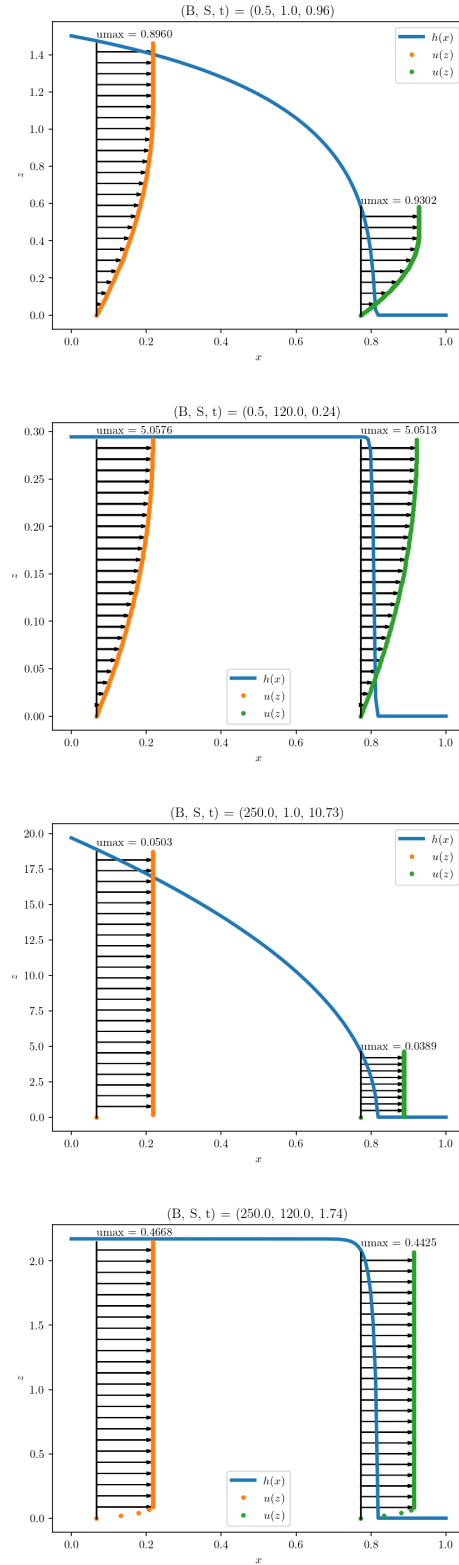 (B, S, t) = (0.5, 1.0, 0.96)
umax = 0.8960
umax = 0.9302
h(x)
u(z)
u(z)
z
1.4
1.2
1.0
0.8
0.6
0.4
0.2
0.0
0.0 0.2 0.4 0.6 0.8 1.0
x
(B, S, t) = (0.5, 120.0, 0.24)
umax = 5.0576 umax = 5.0513
z
0.30
0.25
0.20
0.15
0.10
0.05
0.00
h(x)
u(z)
u(z)
0.0 0.2 0.4 0.6 0.8 1.0
x
(B, S, t) = (250.0, 1.0, 10.73)
umax = 0.0503
umax = 0.0389
h(x)
u(z)
u(z)
z
20.0
17.5
15.0
12.5
10.0
7.5
5.0
2.5
0.0
0.0 0.2 0.4 0.6 0.8 1.0
x
(B, S, t) = (250.0, 120.0, 1.74)
umax = 0.4668
umax = 0.4425
z
2.0
1.5
1.0
0.5
0.0
h(x)
u(z)
u(z)
0.0 0.2 0.4 0.6 0.8 1.0
x